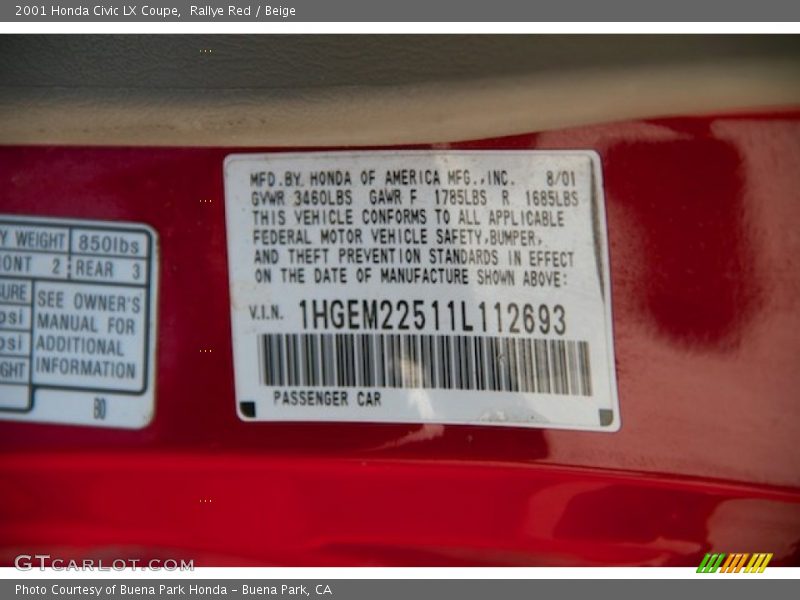 2001 Honda Civic LX Coupe, Rallye Red / Beige
MFD.BY. HONDA OF AMERICA MFG.,INC. 8/01
GVWR 3460LBS GAWR F 1785LBS R 1685LBS
THIS VEHICLE CONFORMS TO ALL APPLICABLE
FEDERAL MOTOR VEHICLE SAFETY,BUMPER,
AND THEFT PREVENTION STANDARDS IN EFFECT
ON THE DATE OF MANUFACTURE SHOWN ABOVE:
V.I.N. 1HGEM22511L112693
PASSENGER CAR
Y WEIGHT 850lbs
ONT 2 REAR 3
URE SEE OWNER'S
psi MANUAL FOR
psi ADDITIONAL
GHT INFORMATION
GTCARLOT.COM
Photo Courtesy of Buena Park Honda – Buena Park, CA